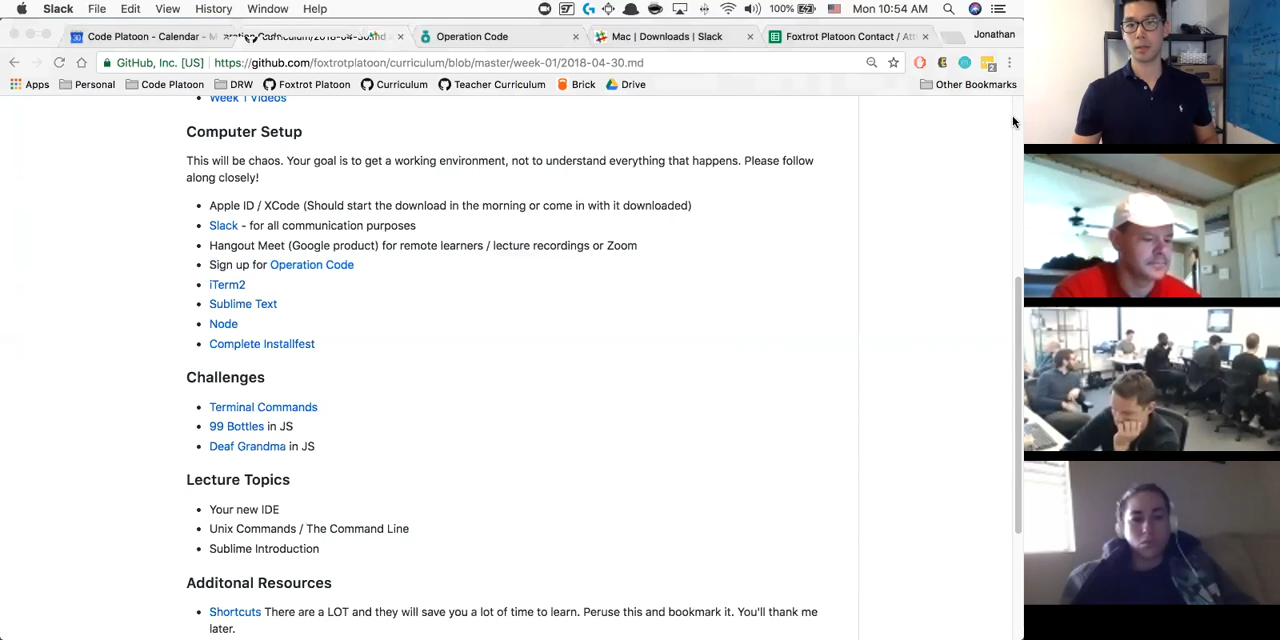 Slack File Edit View History Window Help 100% Mon 10:54 AM
Code Platoon - Calendar - M Curriculum/2018-04-30.md Operation Code Mac | Downloads | Slack Foxtrot Platoon Contact / Att Jonathan
GitHub, Inc. [US] https://github.com/foxtrotplatoon/curriculum/blob/master/week-01/2018-04-30.md
Apps Personal Code Platoon DRW Foxtrot Platoon Curriculum Teacher Curriculum Brick Drive Other Bookmarks
Week 1 Videos
Computer Setup
This will be chaos. Your goal is to get a working environment, not to understand everything that happens. Please follow
along closely!
Apple ID / XCode (Should start the download in the morning or come in with it downloaded)
Slack - for all communication purposes
Hangout Meet (Google product) for remote learners / lecture recordings or Zoom
Sign up for Operation Code
iTerm2
Sublime Text
Node
Complete Installfest
Challenges
Terminal Commands
99 Bottles in JS
Deaf Grandma in JS
Lecture Topics
Your new IDE
Unix Commands / The Command Line
Sublime Introduction
Additonal Resources
Shortcuts There are a LOT and they will save you a lot of time to learn. Peruse this and bookmark it. You'll thank me
later.